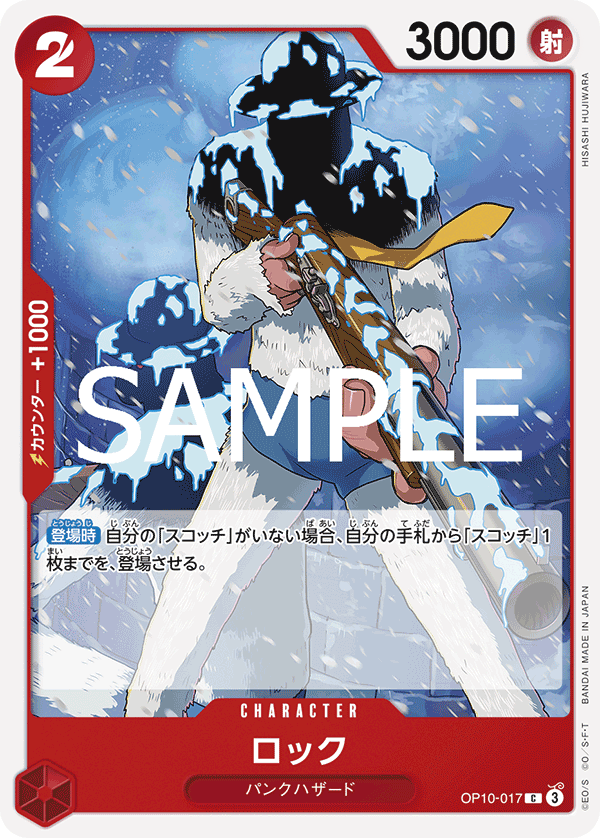 2
3000
射
HISASHI HUJIWARA
カウンター +1000
SAMPLE
登場時 自分の「スコッチ」がいない場合、自分の手札から「スコッチ」1
枚までを、登場させる。
CHARACTER
ロック
パンクハザード
OP10-017 C 3
©E.O/S ©O/S・F・T BANDAI MADE IN JAPAN